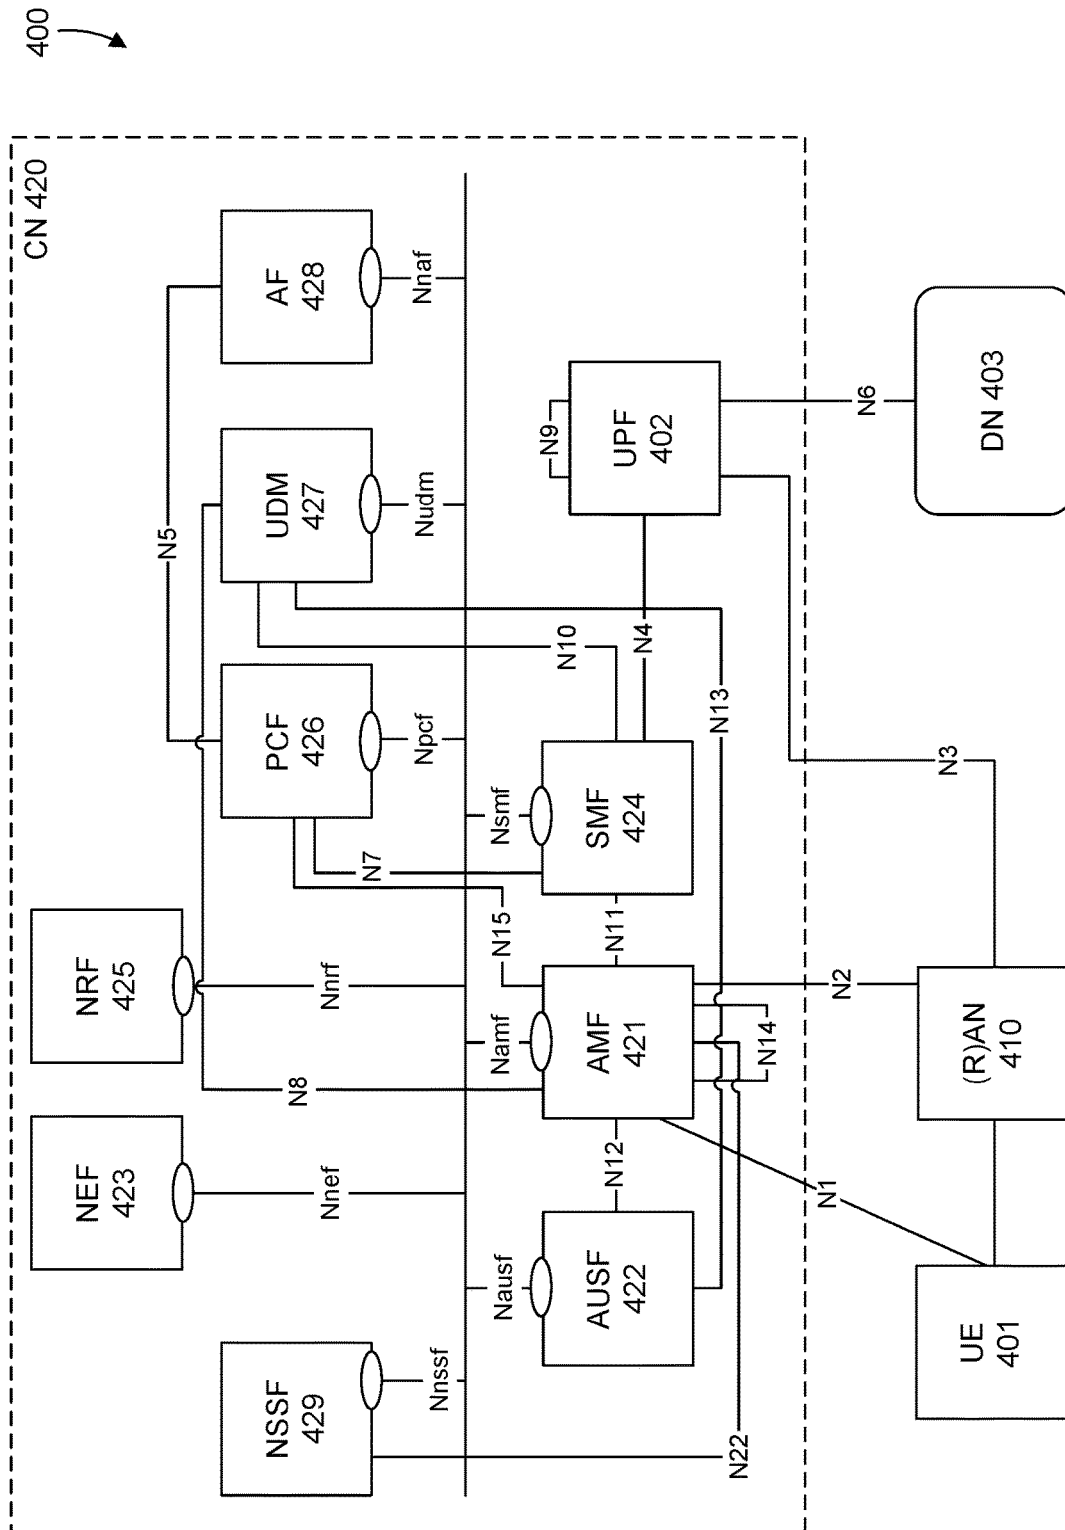 400
CN 420
NSSF
429
NEF
423
NRF
425
PCF
426
UDM
427
AF
428
N5
N8
N7
N15
N10
Nnssf
Nnef
Nnrf
Npcf
Nudm
Nnaf
Nausf
Namf
Nsmf
AUSF
422
N12
AMF
421
N11
SMF
424
N4
N9
UPF
402
N13
N22
N14
N1
N2
N3
N6
UE
401
(R)AN
410
DN 403